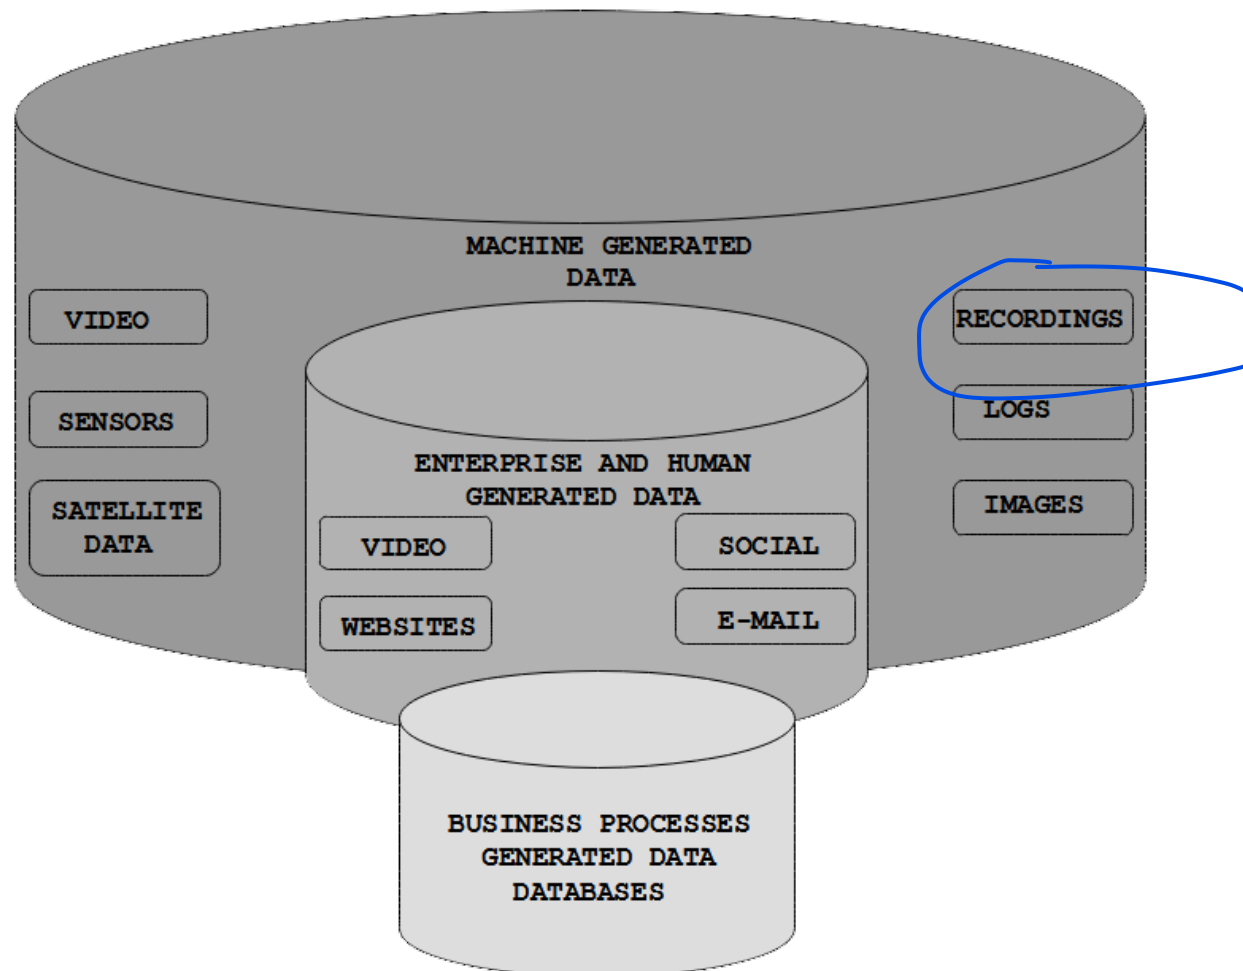 MACHINE GENERATED
DATA
VIDEO
RECORDINGS
SENSORS
LOGS
SATELLITE
DATA
IMAGES
ENTERPRISE AND HUMAN
GENERATED DATA
VIDEO
SOCIAL
WEBSITES
E-MAIL
BUSINESS PROCESSES
GENERATED DATA
DATABASES